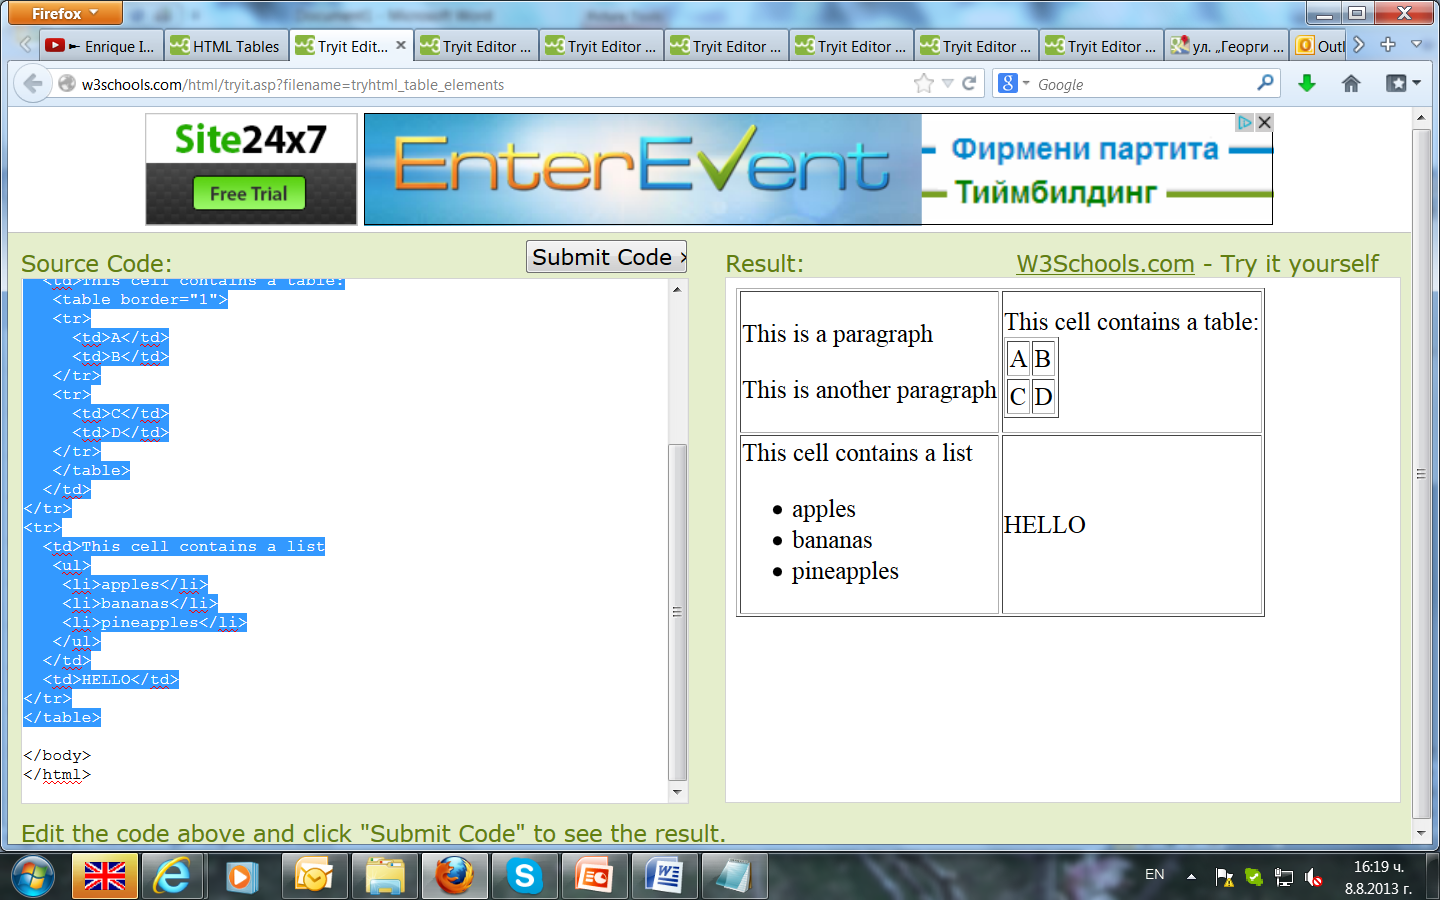 Firefox
Enrique I...
HTML Tables
Tryit Edit...
Tryit Editor ...
Tryit Editor ...
Tryit Editor ...
Tryit Editor ...
Tryit Editor ...
Tryit Editor ...
ул. „Георги ...
Outl
w3schools.com/html/tryit.asp?filename=tryhtml_table_elements
Google
Site24x7
Free Trial
EnterEvent
Фирмени партита
Тиймбилдинг
Source Code:
Submit Code ›
Result:
W3Schools.com - Try it yourself
<td>This cell contains a table:
<table border="1">
<tr>
<td>A</td>
<td>B</td>
</tr>
<tr>
<td>C</td>
<td>D</td>
</tr>
</table>
</td>
</tr>
<tr>
<td>This cell contains a list
<ul>
<li>apples</li>
<li>bananas</li>
<li>pineapples</li>
</ul>
</td>
<td>HELLO</td>
</tr>
</table>
</body>
</html>
This is a paragraph
This is another paragraph
This cell contains a table:
A B
C D
This cell contains a list
• apples
• bananas
• pineapples
HELLO
Edit the code above and click "Submit Code" to see the result.
EN
16:19 ч.
8.8.2013 г.